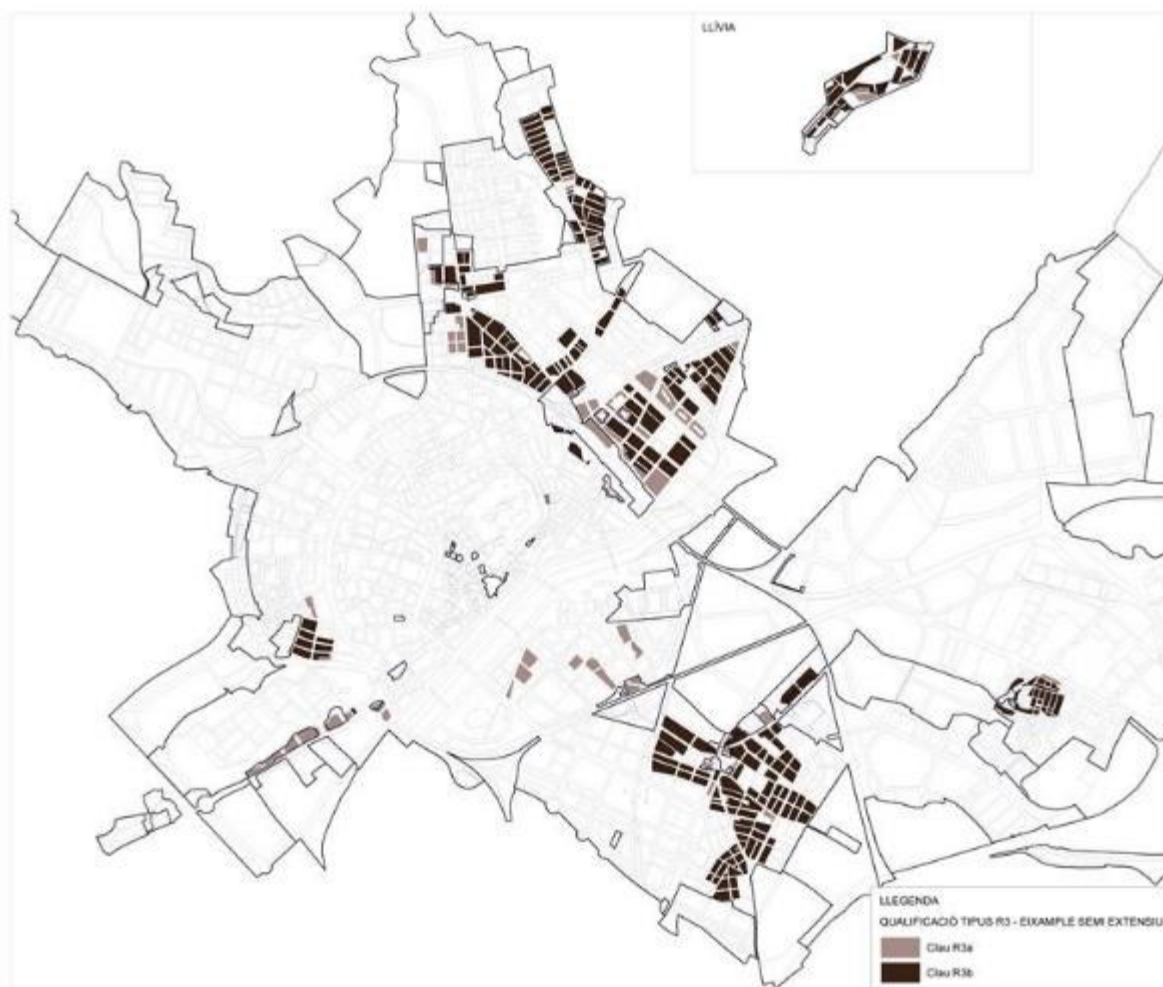 LLÍVIA
LLEGENDA
QUALIFICACIÓ TIPUS R3 - EIXAMPLE SEMI EXTENSIU
Clau R3a
Clau R3b